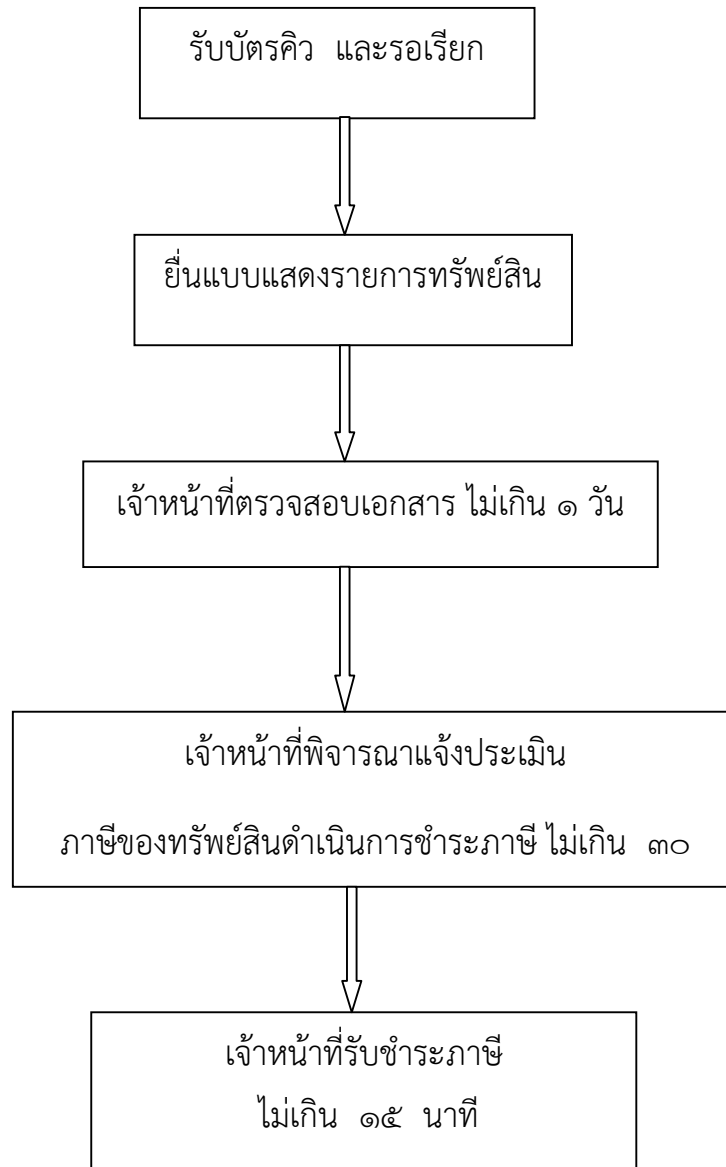 รับบัตรคิว และรอเรียก
ยื่นแบบแสดงรายการทรัพย์สิน
เจ้าหน้าที่ตรวจสอบเอกสาร ไม่เกิน ๑ วัน
เจ้าหน้าที่พิจารณาแจ้งประเมิน
ภาษีของทรัพย์สินดำเนินการชำระภาษี ไม่เกิน ๓๐
เจ้าหน้าที่รับชำระภาษี
ไม่เกิน ๑๕ นาที